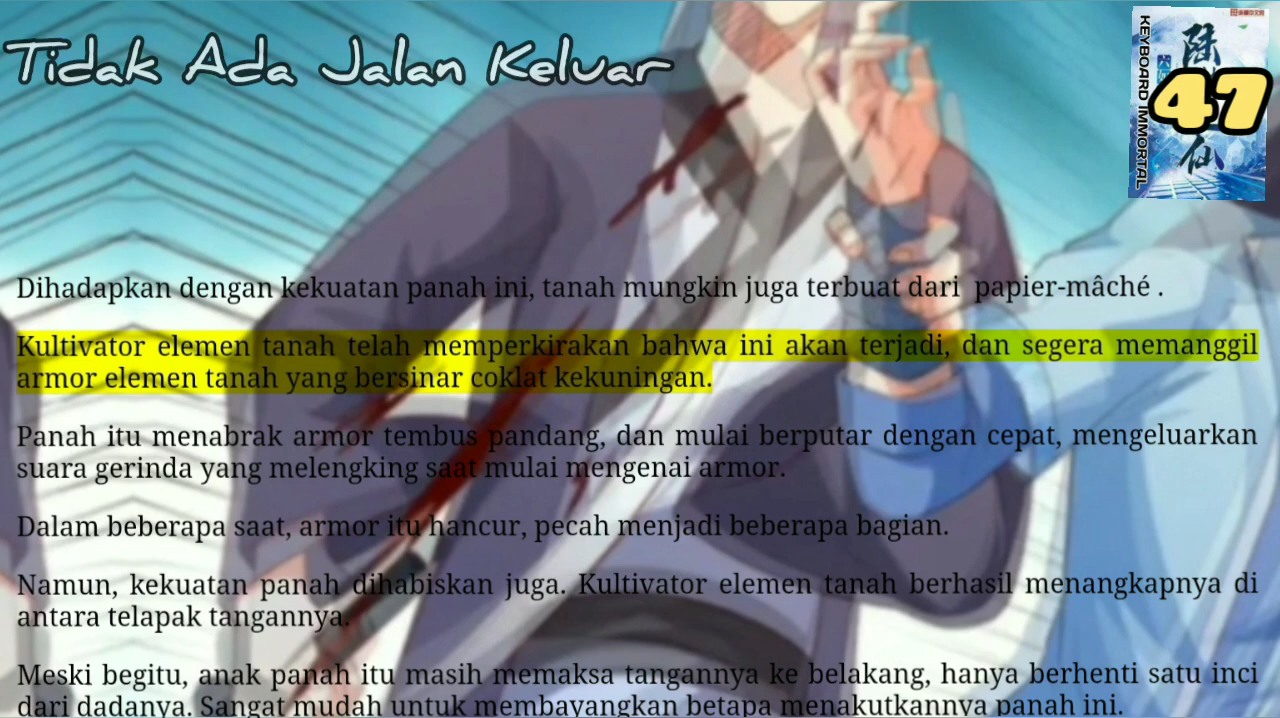 Tidak Ada Jalan Keluar
KEYBOARD IMMORTAL
47
Dihadapkan dengan kekuatan panah ini, tanah mungkin juga terbuat dari papier-mâché .
Kultivator elemen tanah telah memperkirakan bahwa ini akan terjadi, dan segera memanggil
armor elemen tanah yang bersinar coklat kekuningan.
Panah itu menabrak armor tembus pandang, dan mulai berputar dengan cepat, mengeluarkan
suara gerinda yang melengking saat mulai mengenai armor.
Dalam beberapa saat, armor itu hancur, pecah menjadi beberapa bagian.
Namun, kekuatan panah dihabiskan juga. Kultivator elemen tanah berhasil menangkapnya di
antara telapak tangannya.
Meski begitu, anak panah itu masih memaksa tangannya ke belakang, hanya berhenti satu inci
dari dadanya. Sangat mudah untuk membayangkan betapa menakutkannya panah ini.